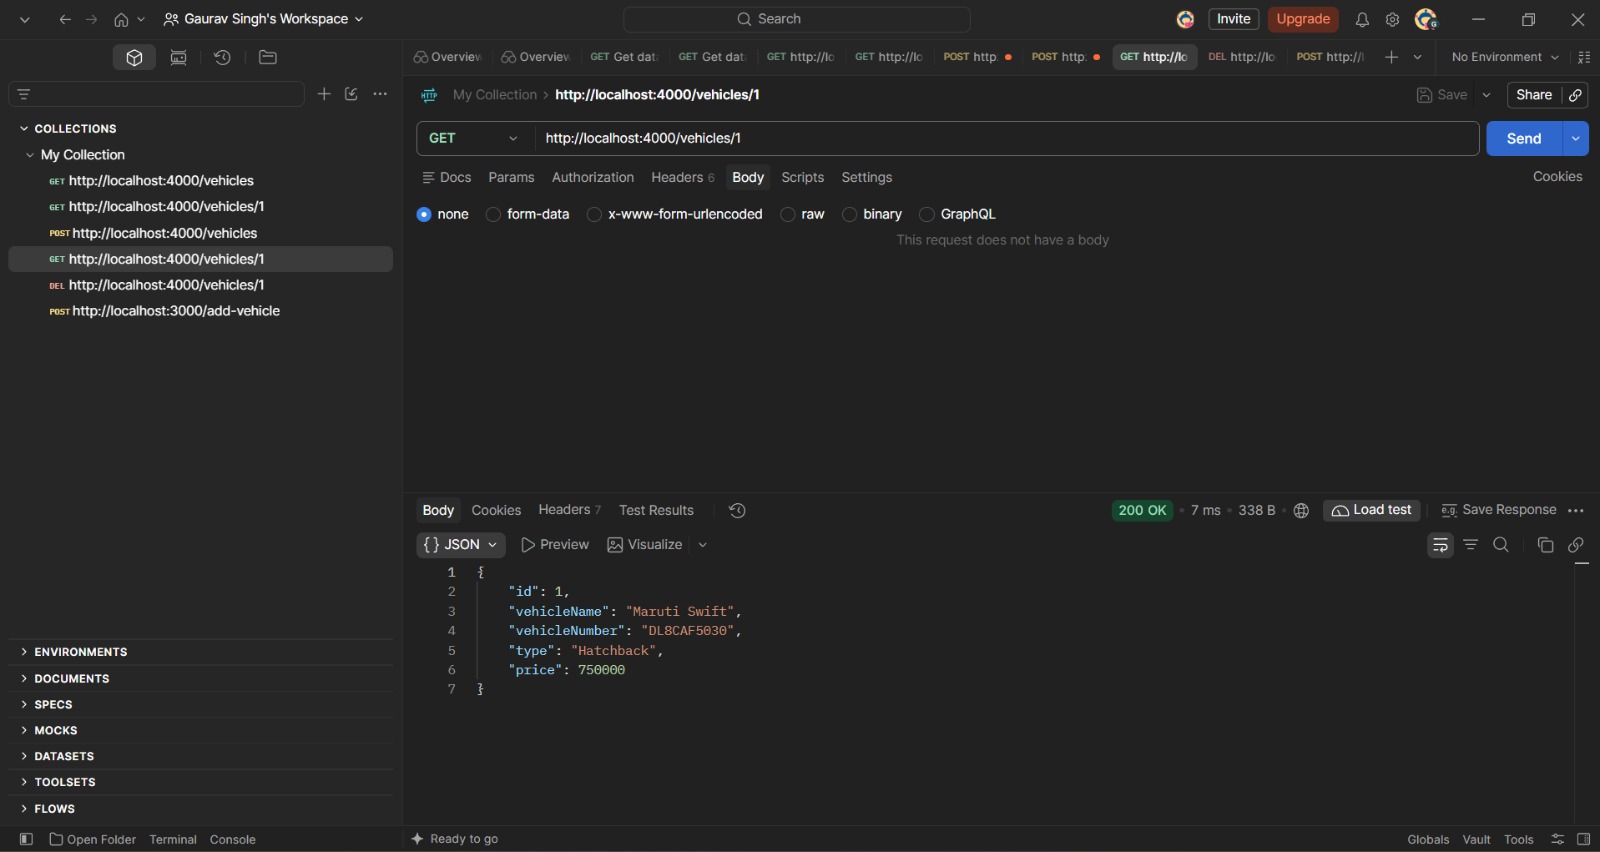 Gaurav Singh's Workspace
Search
Invite
Upgrade
Overview
Overview
GET Get dat
GET Get dat
GET http://lo
GET http://lo
POST http:
POST http:
GET http://lo
DEL http://lo
POST http://l
No Environment
HTTP My Collection > http://localhost:4000/vehicles/1
Save
Share
COLLECTIONS
My Collection
GET http://localhost:4000/vehicles
GET http://localhost:4000/vehicles/1
POST http://localhost:4000/vehicles
GET http://localhost:4000/vehicles/1
DEL http://localhost:4000/vehicles/1
POST http://localhost:3000/add-vehicle
ENVIRONMENTS
DOCUMENTS
SPECS
MOCKS
DATASETS
TOOLSETS
FLOWS
GET http://localhost:4000/vehicles/1
Send
Docs Params Authorization Headers 6 Body Scripts Settings
Cookies
none form-data x-www-form-urlencoded raw binary GraphQL
This request does not have a body
Body Cookies Headers 7 Test Results
200 OK • 7 ms • 338 B
Load test
e.g. Save Response
{} JSON Preview Visualize
1 {
2 "id": 1,
3 "vehicleName": "Maruti Swift",
4 "vehicleNumber": "DL8CAF5030",
5 "type": "Hatchback",
6 "price": 750000
7 }
Open Folder Terminal Console
Ready to go
Globals Vault Tools